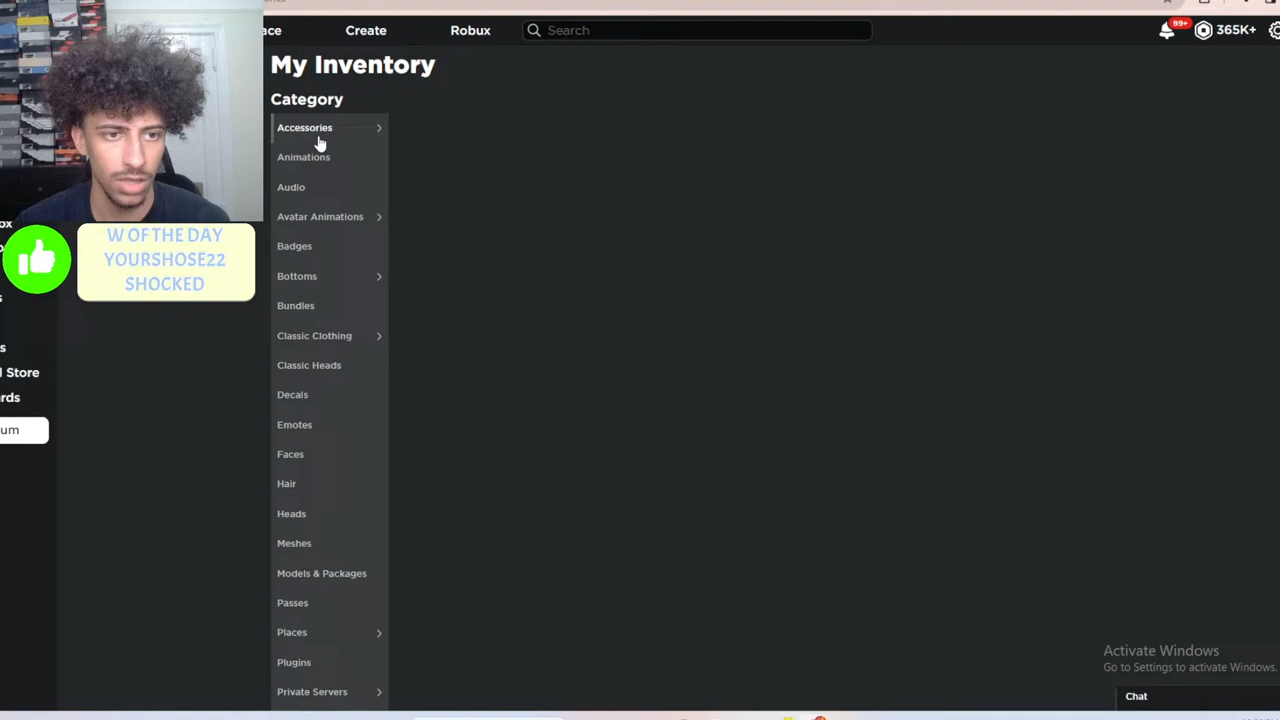 ace
Create
Robux
Search
99+
365K+
My Inventory
Category
Accessories
Animations
Audio
Avatar Animations
Badges
Bottoms
Bundles
Classic Clothing
Classic Heads
Decals
Emotes
Faces
Hair
Heads
Meshes
Models & Packages
Passes
Places
Plugins
Private Servers
W OF THE DAY
YOURSHOSE22
SHOCKED
ox
s
s
l Store
rds
um
Activate Windows
Go to Settings to activate Windows.
Chat